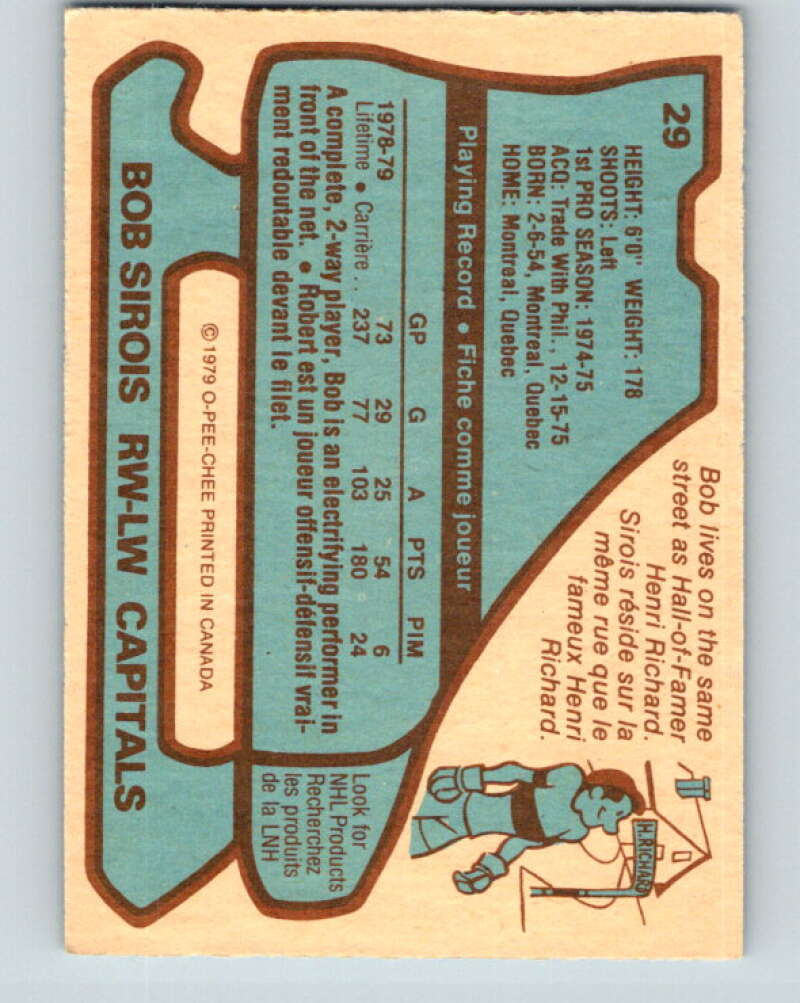 29
HEIGHT: 6'0" WEIGHT: 178
SHOOTS: Left
1st PRO SEASON: 1974-75
ACQ: Trade With Phil., 12-15-75
BORN: 2-6-54, Montreal, Quebec
HOME: Montreal, Quebec
Bob lives on the same
street as Hall-of-Famer
Henri Richard.
Sirois réside sur la
même rue que le
fameux Henri
Richard.
H.RICHARD
Playing Record • Fiche comme joueur
GP G A PTS PIM
1978-79 73 29 25 54 6
Lifetime • Carrière . . 237 77 103 180 24
A complete, 2-way player, Bob is an electrifying performer in
front of the net. • Robert est un joueur offensif-défensif vrai-
ment redoutable devant le filet.
Look for
NHL Products
Recherchez
les produits
de la LNH
© 1979 O-PEE-CHEE PRINTED IN CANADA
BOB SIROIS RW-LW CAPITALS